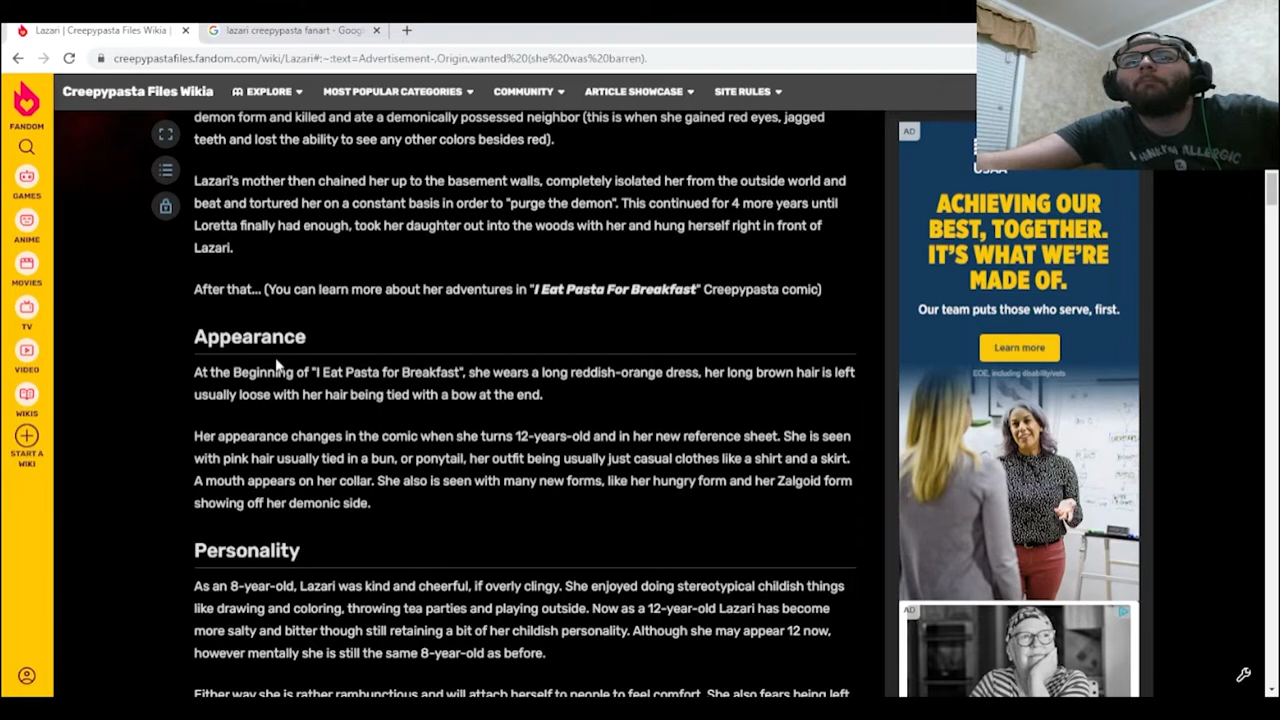 Lazari | Creepypasta Files Wikia |
lazari creepypasta fanart - Goog
creepypastafiles.fandom.com/wiki/Lazari#:~:text=Advertisement-,Origin,wanted%20(she%20was%20barren).
FANDOM
GAMES
ANIME
MOVIES
TV
VIDEO
WIKIS
START A
WIKI
Creepypasta Files Wikia
EXPLORE
MOST POPULAR CATEGORIES
COMMUNITY
ARTICLE SHOWCASE
SITE RULES
demon form and killed and ate a demonically possessed neighbor (this is when she gained red eyes, jagged
teeth and lost the ability to see any other colors besides red).
Lazari's mother then chained her up to the basement walls, completely isolated her from the outside world and
beat and tortured her on a constant basis in order to "purge the demon". This continued for 4 more years until
Loretta finally had enough, took her daughter out into the woods with her and hung herself right in front of
Lazari.
After that... (You can learn more about her adventures in "I Eat Pasta For Breakfast" Creepypasta comic)
Appearance
At the Beginning of "I Eat Pasta for Breakfast", she wears a long reddish-orange dress, her long brown hair is left
usually loose with her hair being tied with a bow at the end.
Her appearance changes in the comic when she turns 12-years-old and in her new reference sheet. She is seen
with pink hair usually tied in a bun, or ponytail, her outfit being usually just casual clothes like a shirt and a skirt.
A mouth appears on her collar. She also is seen with many new forms, like her hungry form and her Zalgoid form
showing off her demonic side.
Personality
As an 8-year-old, Lazari was kind and cheerful, if overly clingy. She enjoyed doing stereotypical childish things
like drawing and coloring, throwing tea parties and playing outside. Now as a 12-year-old Lazari has become
more salty and bitter though still retaining a bit of her childish personality. Although she may appear 12 now,
however mentally she is still the same 8-year-old as before.
Either way she is rather rambunctious and will attach herself to people to feel comfort. She also fears being left
AD
ACHIEVING OUR
BEST, TOGETHER.
IT'S WHAT WE'RE
MADE OF.
Our team puts those who serve, first.
Learn more
EOE, including disability/vets
AD
ALLERGIC